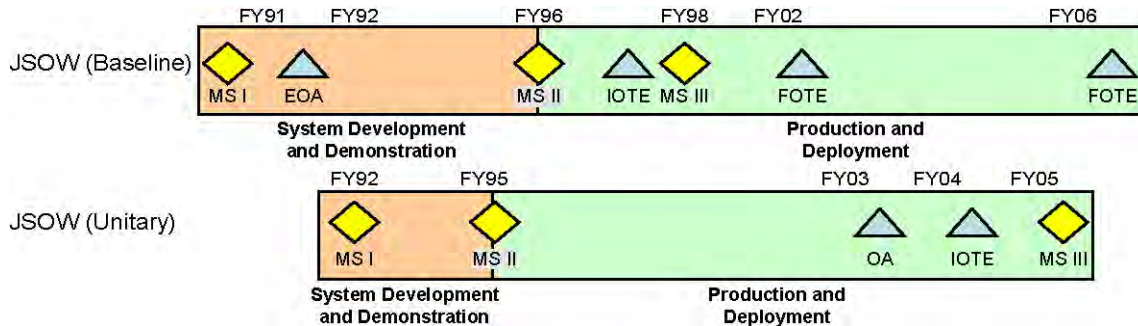 FY91 FY92 FY96 FY98 FY02 FY06
JSOW (Baseline)
MS I EOA MS II IOTE MS III FOTE FOTE
System Development Production and
and Demonstration Deployment
FY92 FY95 FY03 FY04 FY05
JSOW (Unitary)
MS I MS II OA IOTE MS III
System Development Production and
and Demonstration Deployment